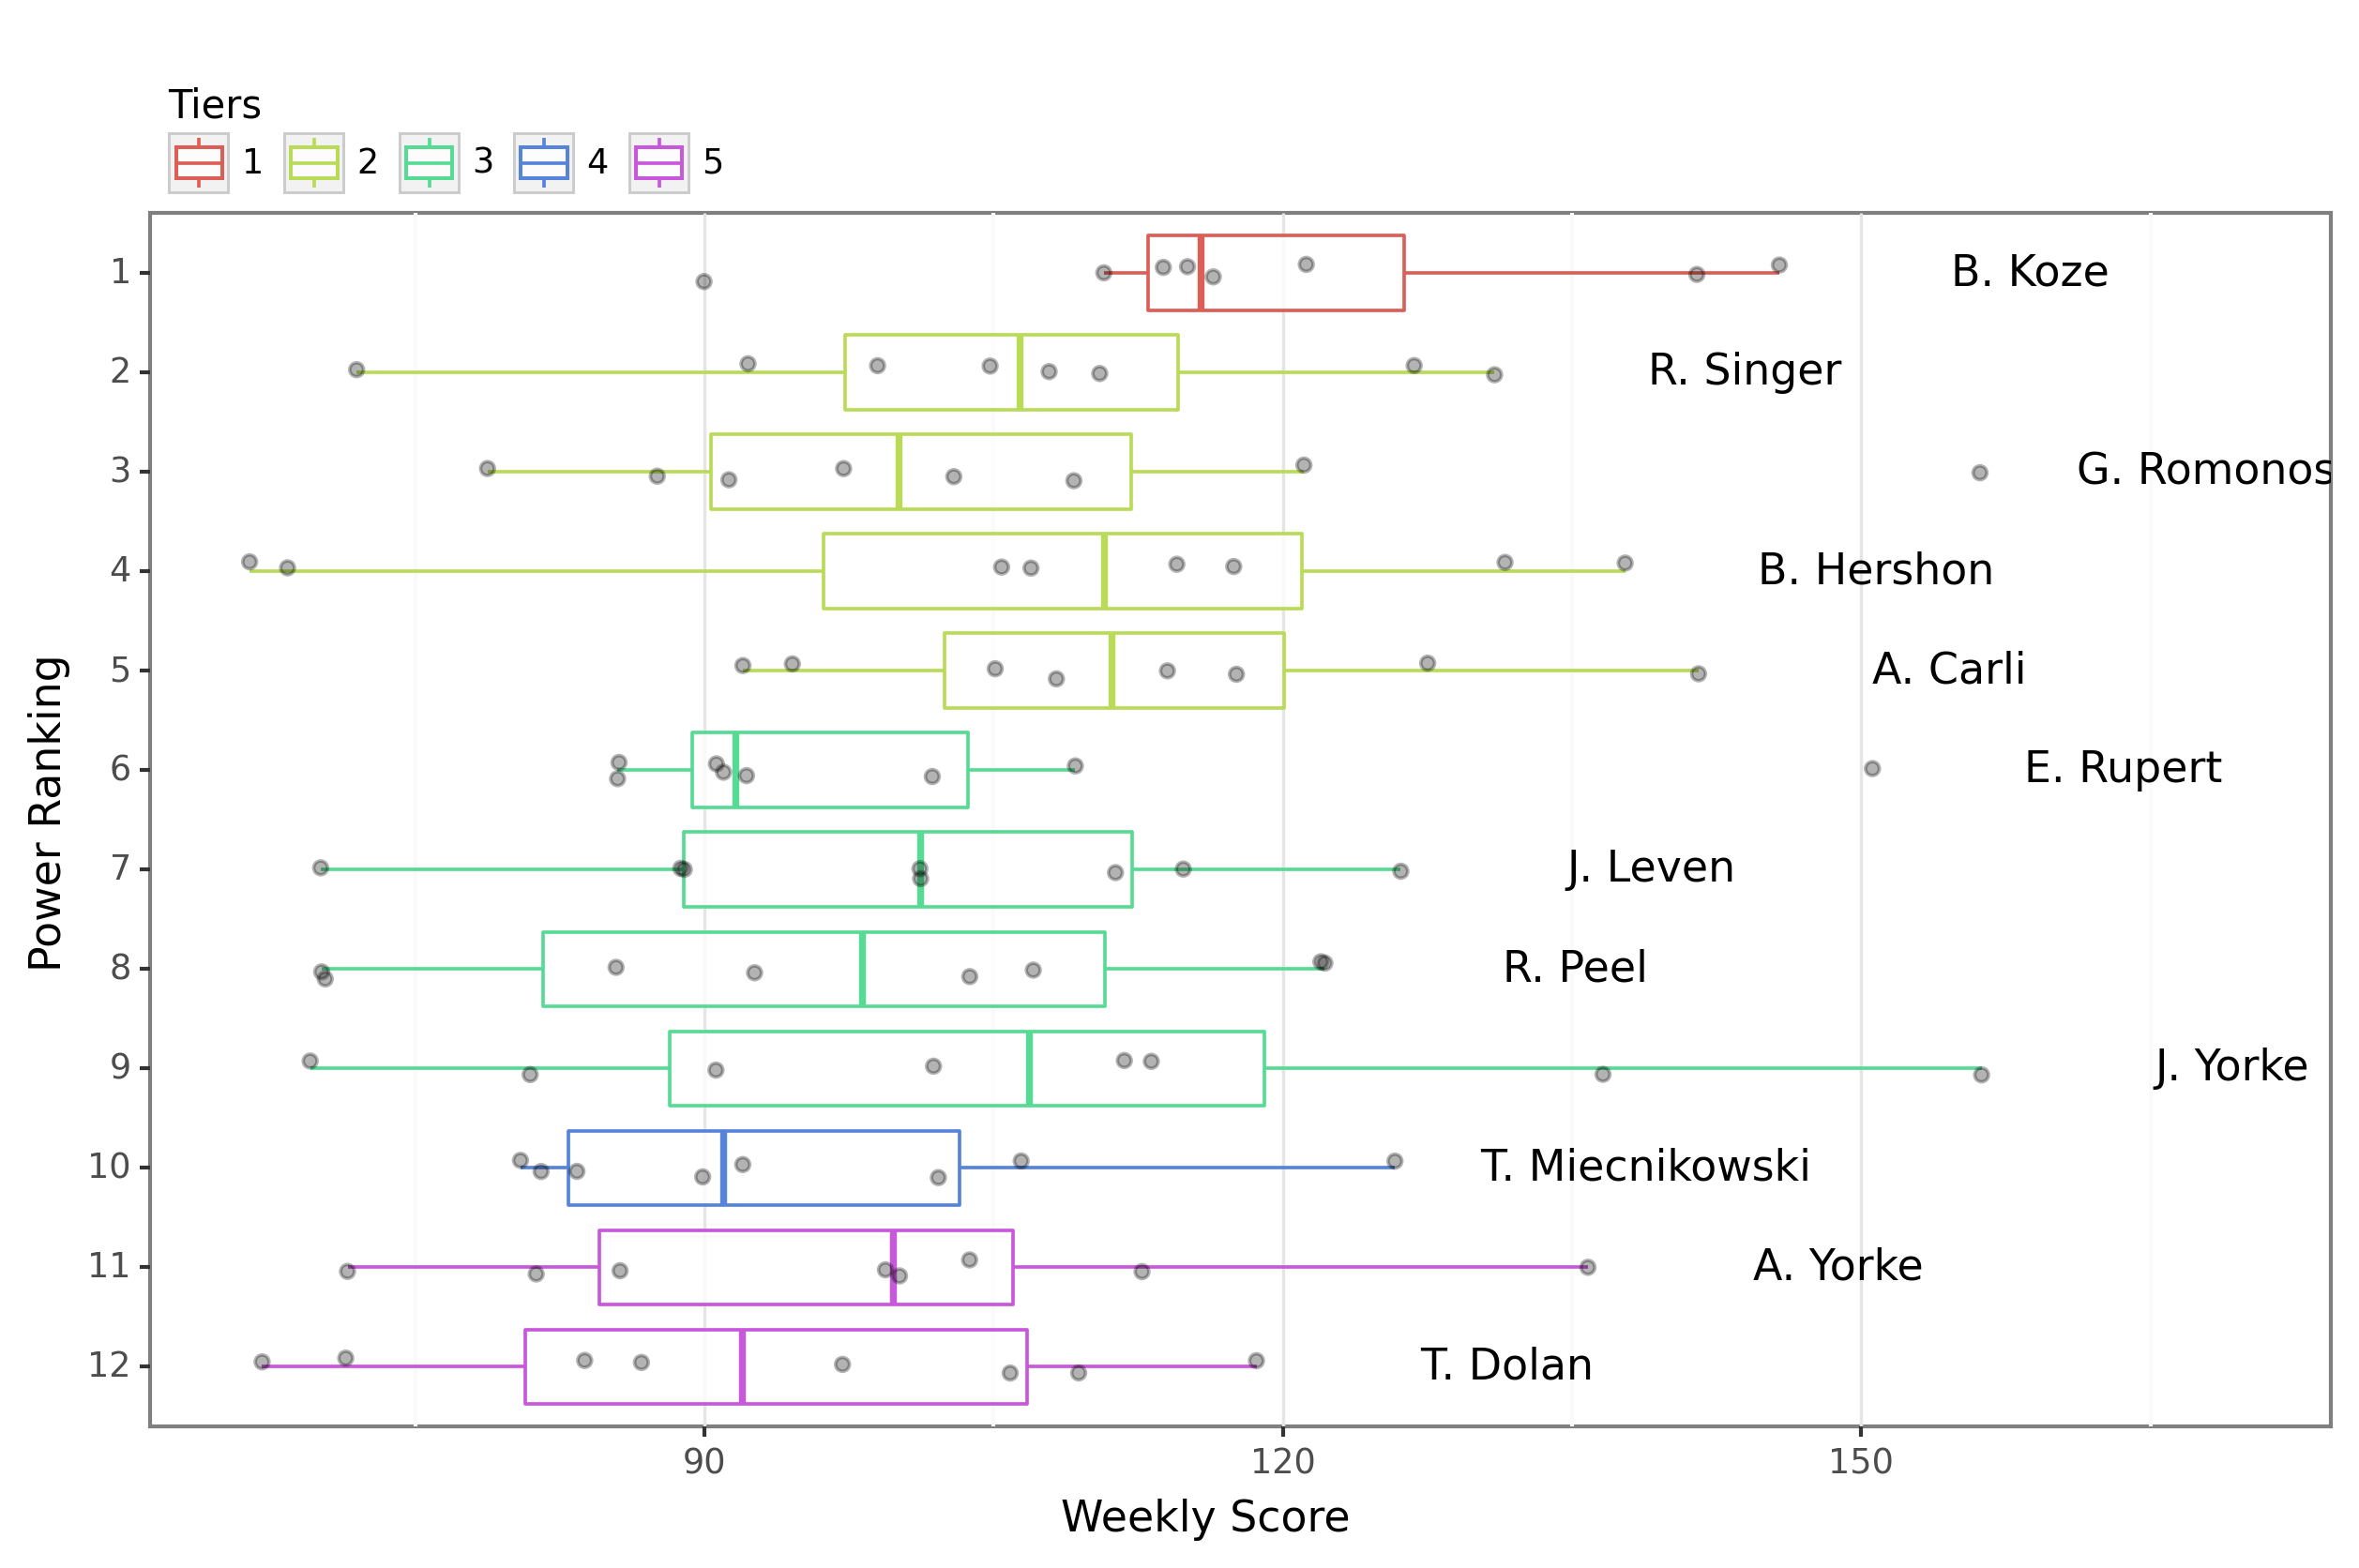 Tiers
1 2 3 4 5
1 B. Koze
2 R. Singer
3 G. Romonos
4 B. Hershon
5 A. Carli
6 E. Rupert
7 J. Leven
8 R. Peel
9 J. Yorke
10 T. Miecnikowski
11 A. Yorke
12 T. Dolan
Power Ranking
90 120 150
Weekly Score